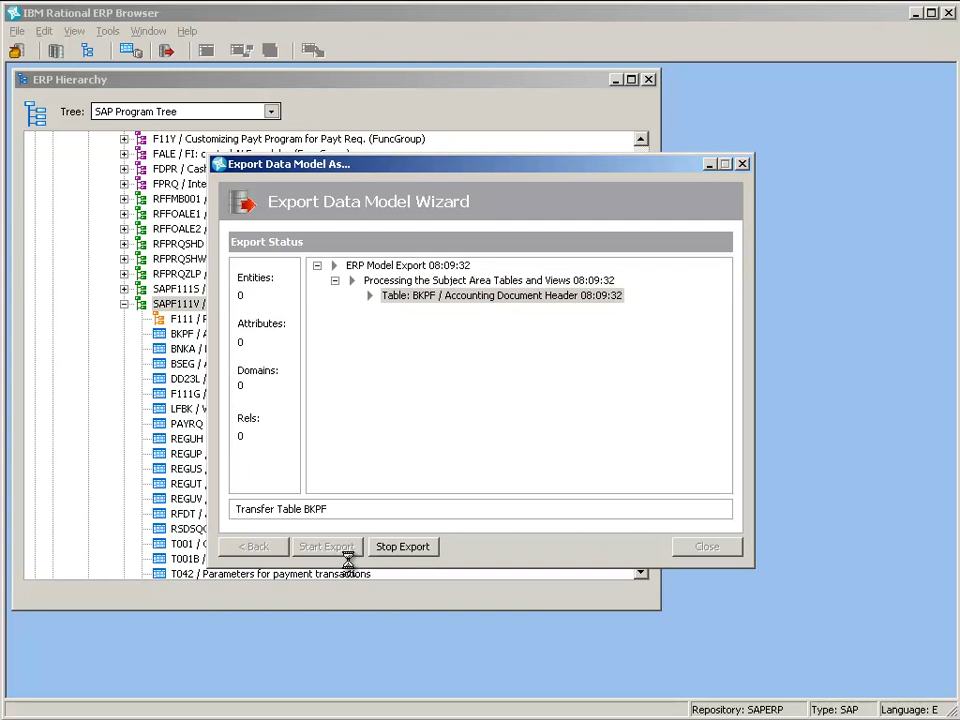 IBM Rational ERP Browser
File Edit View Tools Window Help
ERP Hierarchy
Tree: SAP Program Tree
F11Y / Customizing Payt Program for Payt Req. (FuncGroup)
FALE / FI:
Export Data Model As...
FDPR / Cash
FPRQ / Inte
RFFMB001
RFFOALE1
RFFOALE2
RFPRQSHD
RFPRQSHW
RFPRQZLP
SAPF111S /
SAPF111V /
F111 /
BKPF /
BNKA /
BSEG /
DD23L /
F111G /
LFBK /
PAYRQ
REGUH
REGUP
REGUS
REGUT
REGUV
RFDT /
RSDSQ
T001 /
T001B /
T042 / Parameters for payment transactions
Export Data Model Wizard
Export Status
Entities:
0
Attributes:
0
Domains:
0
Rels:
0
ERP Model Export 08:09:32
Processing the Subject Area Tables and Views 08:09:32
Table: BKPF / Accounting Document Header 08:09:32
Transfer Table BKPF
< Back Start Export Stop Export Close
Repository: SAPERP Type: SAP Language: E